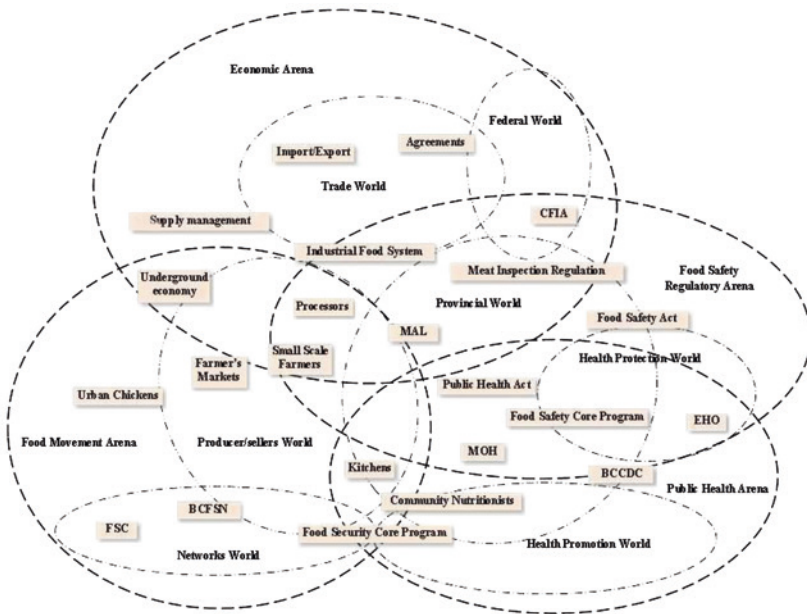 Economic Arena
Federal World
Agreements
Import/Export
Trade World
Supply management
CFIA
Industrial Food System
Meat Inspection Regulation
Food Safety
Regulatory Arena
Underground
economy
Processors
Provincial World
Food Safety Act
MAL
Small Scale
Farmers
Health Protection World
Farmer's
Markets
Public Health Act
Urban Chickens
Food Safety Core Program
EHO
Food Movement Arena
Producer/sellers World
MOH
Kitchens
BCCDC
Public Health Arena
Community Nutritionists
BCFSN
FSC
Food Security Core Program
Networks World
Health Promotion World